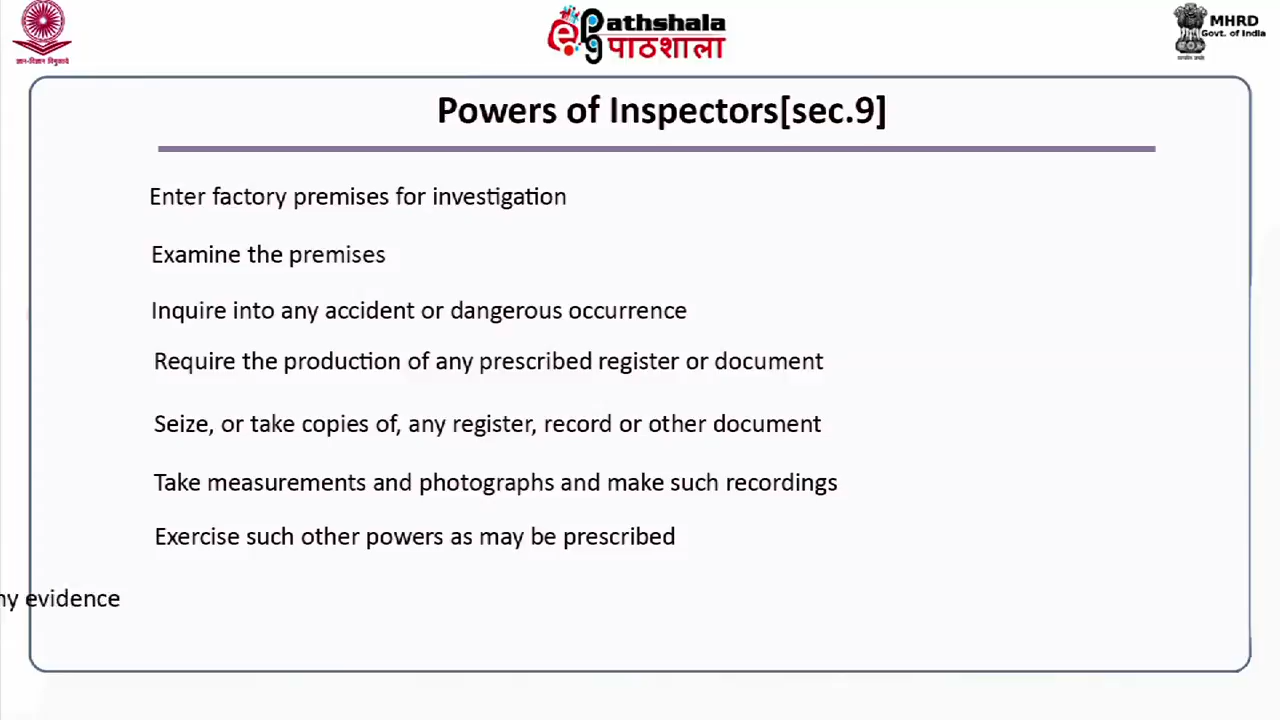 ज्ञान-विज्ञान विमुक्तये
ePathshala
पाठशाला
MHRD
Govt. of India
Powers of Inspectors[sec.9]
Enter factory premises for investigation
Examine the premises
Inquire into any accident or dangerous occurrence
Require the production of any prescribed register or document
Seize, or take copies of, any register, record or other document
Take measurements and photographs and make such recordings
Exercise such other powers as may be prescribed
ny evidence